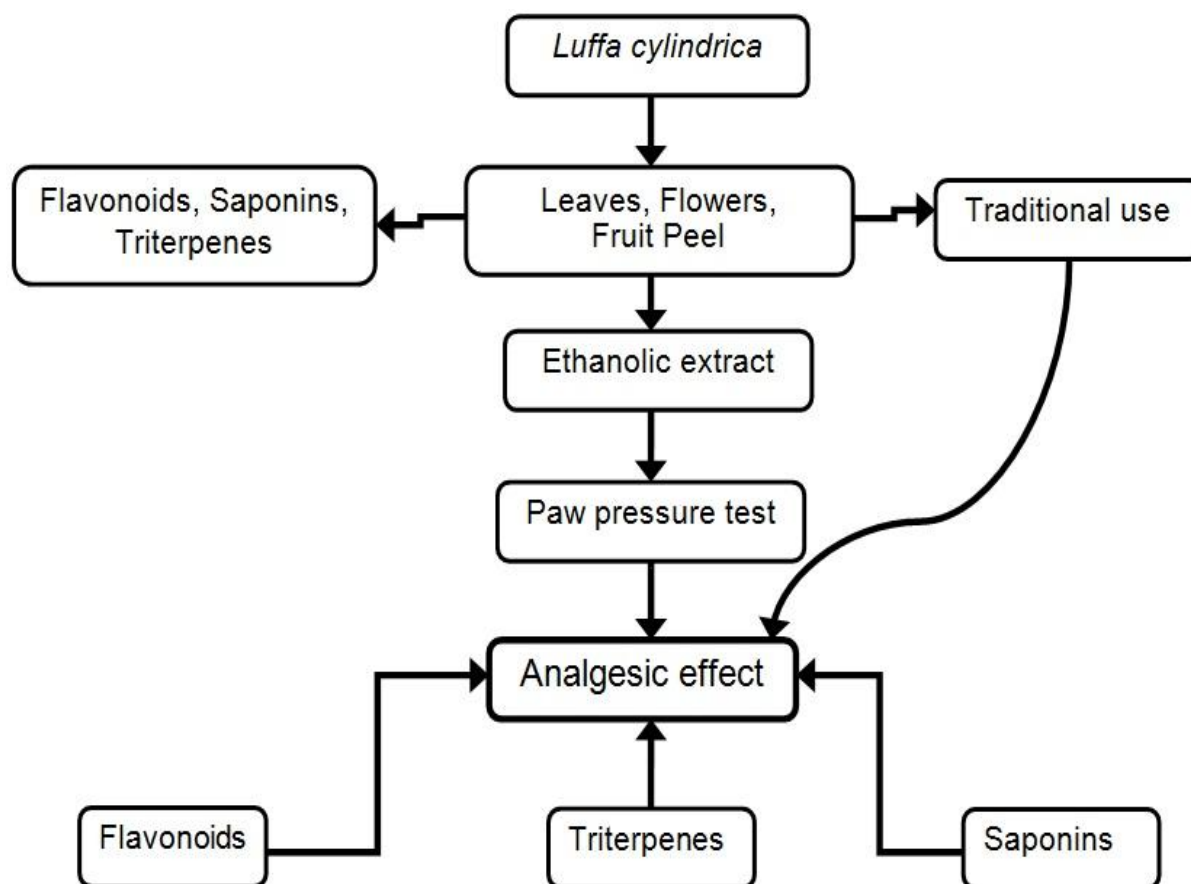 Luffa cylindrica
Flavonoids, Saponins,
Triterpenes
Leaves, Flowers,
Fruit Peel
Traditional use
Ethanolic extract
Paw pressure test
Analgesic effect
Flavonoids
Triterpenes
Saponins